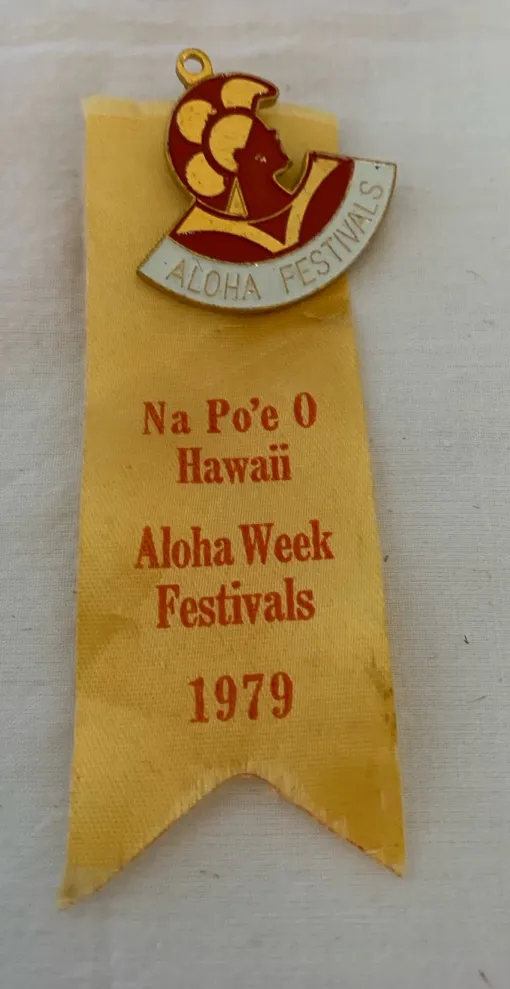 ALOHA FESTIVALS
Na Po'e O
Hawaii
Aloha Week
Festivals
1979